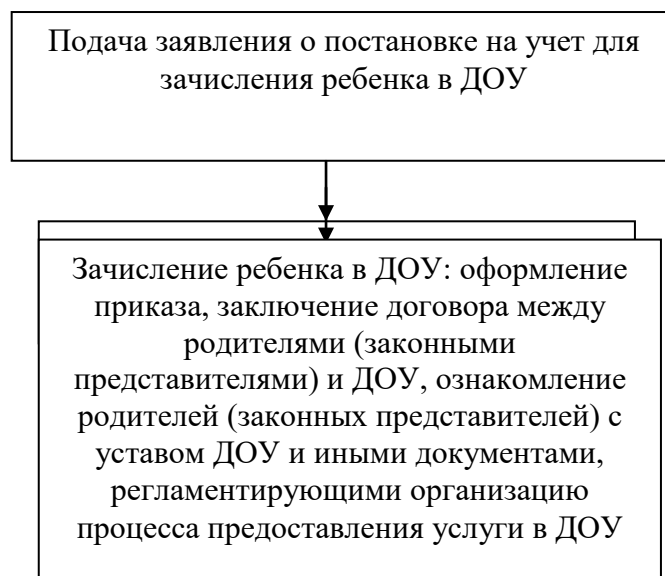 Подача заявления о постановке на учет для
зачисления ребенка в ДОУ
Зачисление ребенка в ДОУ: оформление
приказа, заключение договора между
родителями (законными
представителями) и ДОУ, ознакомление
родителей (законных представителей) с
уставом ДОУ и иными документами,
регламентирующими организацию
процесса предоставления услуги в ДОУ